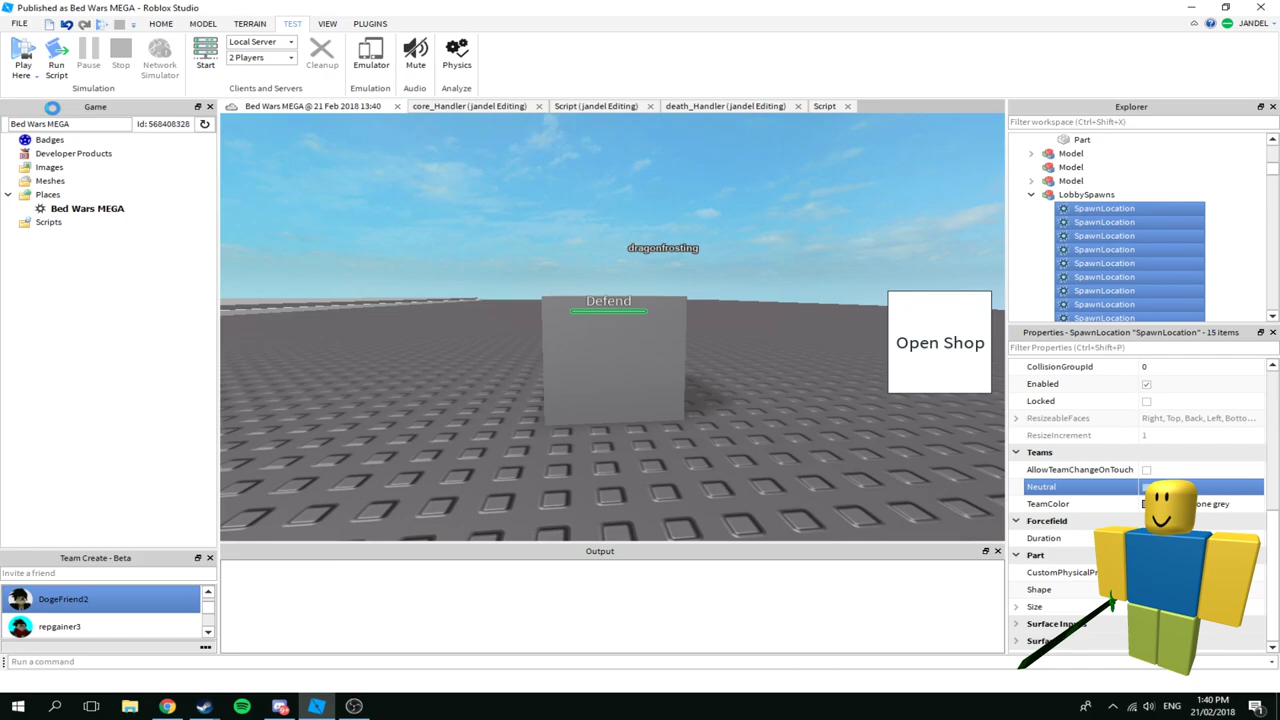 Published as Bed Wars MEGA - Roblox Studio
FILE HOME MODEL TERRAIN TEST VIEW PLUGINS
JANDEL
Play Here
Run Script
Pause
Stop
Network Simulator
Start
Local Server
2 Players
Cleanup
Emulator
Mute
Physics
Simulation
Clients and Servers
Emulation
Audio
Analyze
Game
Bed Wars MEGA
Id: 568408328
Badges
Developer Products
Images
Meshes
Places
Bed Wars MEGA
Scripts
Team Create - Beta
Invite a friend
DogeFriend2
repgainer3
Bed Wars MEGA @ 21 Feb 2018 13:40
core_Handler (jandel Editing)
Script (jandel Editing)
death_Handler (jandel Editing)
Script
dragonfrosting
Defend
Open Shop
Output
Explorer
Filter workspace (Ctrl+Shift+X)
Part
Model
Model
Model
LobbySpawns
SpawnLocation
SpawnLocation
SpawnLocation
SpawnLocation
SpawnLocation
SpawnLocation
SpawnLocation
SpawnLocation
SpawnLocation
Properties - SpawnLocation "SpawnLocation" - 15 items
Filter Properties (Ctrl+Shift+P)
CollisionGroupId 0
Enabled
Locked
ResizeableFaces Right, Top, Back, Left, Botto...
ResizeIncrement 1
Teams
AllowTeamChangeOnTouch
Neutral
TeamColor one grey
Forcefield
Duration
Part
CustomPhysicalPr
Shape
Size
Surface Inputs
Surfa
Run a command
ENG
1:40 PM
21/02/2018